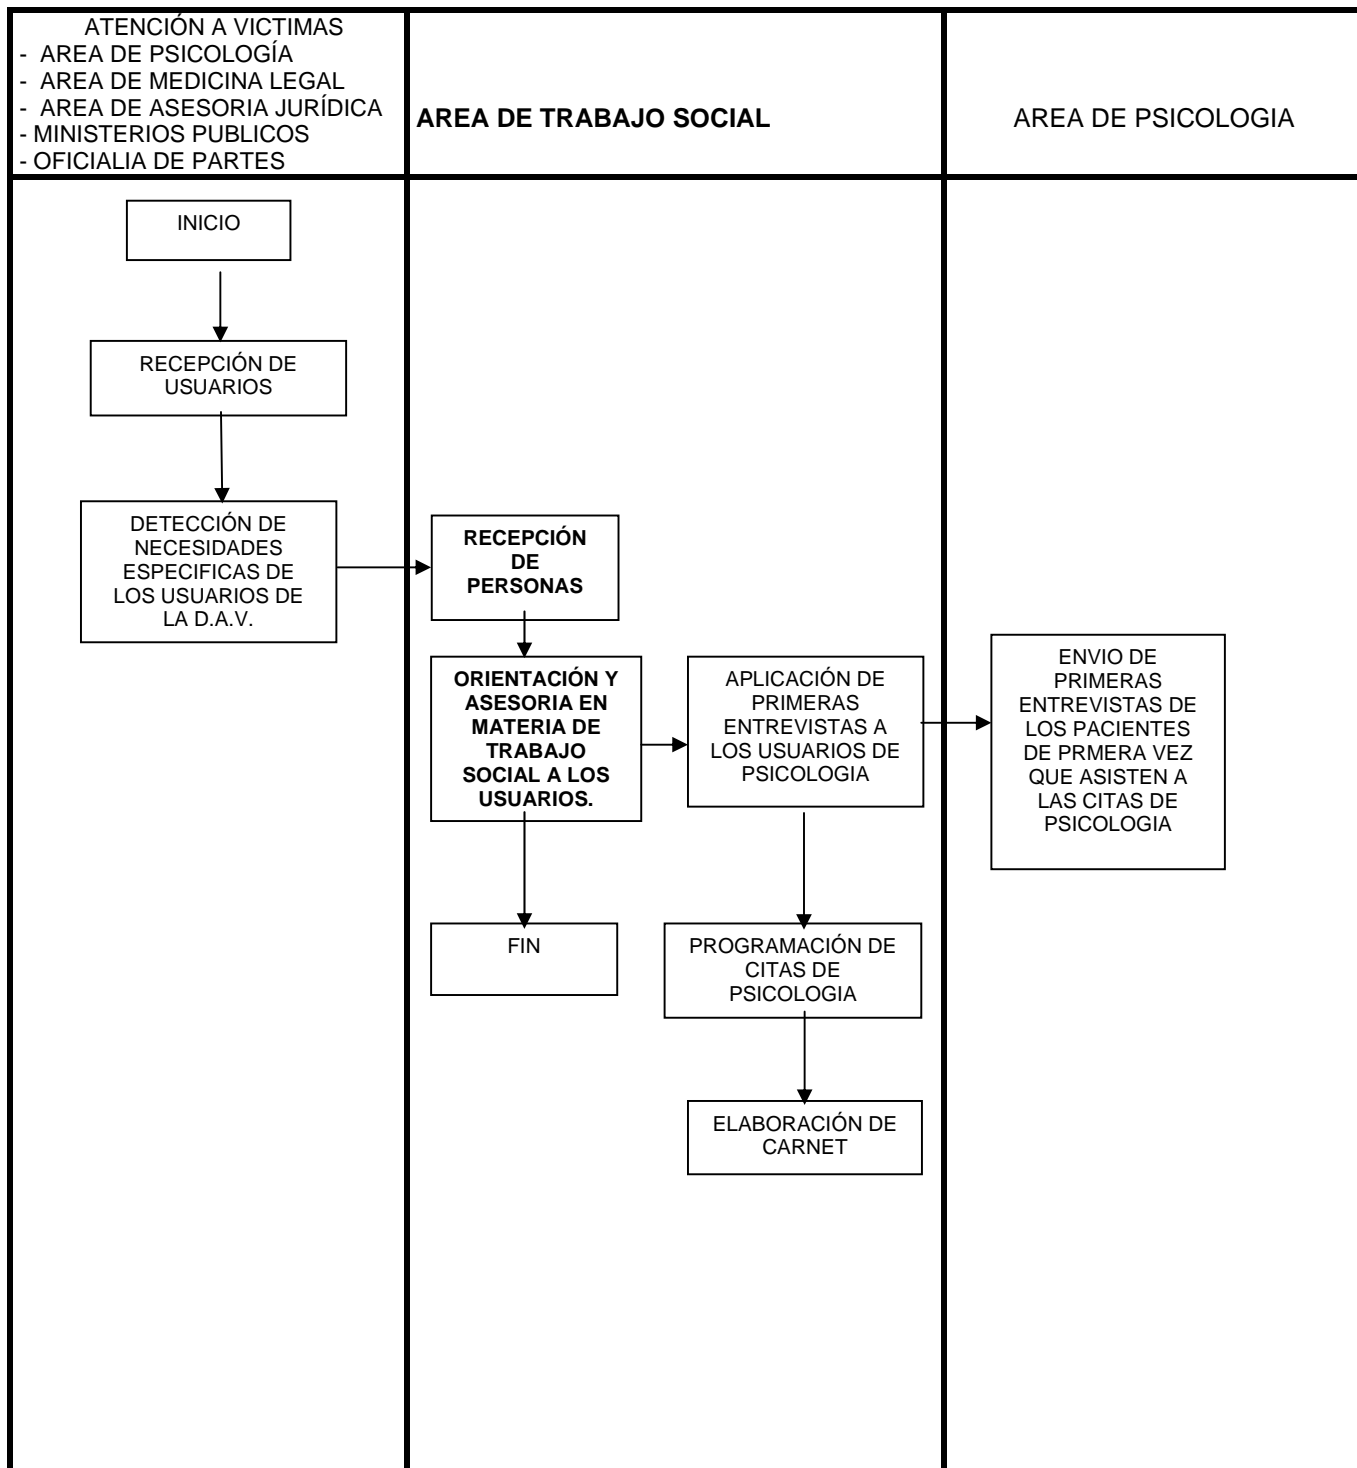 ATENCIÓN A VICTIMAS
- AREA DE PSICOLOGÍA
- AREA DE MEDICINA LEGAL
- AREA DE ASESORIA JURÍDICA
- MINISTERIOS PUBLICOS
- OFICIALIA DE PARTES
AREA DE TRABAJO SOCIAL
AREA DE PSICOLOGIA
INICIO
RECEPCIÓN DE
USUARIOS
DETECCIÓN DE
NECESIDADES
ESPECIFICAS DE
LOS USUARIOS DE
LA D.A.V.
RECEPCIÓN
DE
PERSONAS
ORIENTACIÓN Y
ASESORIA EN
MATERIA DE
TRABAJO
SOCIAL A LOS
USUARIOS.
APLICACIÓN DE
PRIMERAS
ENTREVISTAS A
LOS USUARIOS DE
PSICOLOGIA
ENVIO DE
PRIMERAS
ENTREVISTAS DE
LOS PACIENTES
DE PRMERA VEZ
QUE ASISTEN A
LAS CITAS DE
PSICOLOGIA
FIN
PROGRAMACIÓN DE
CITAS DE
PSICOLOGIA
ELABORACIÓN DE
CARNET